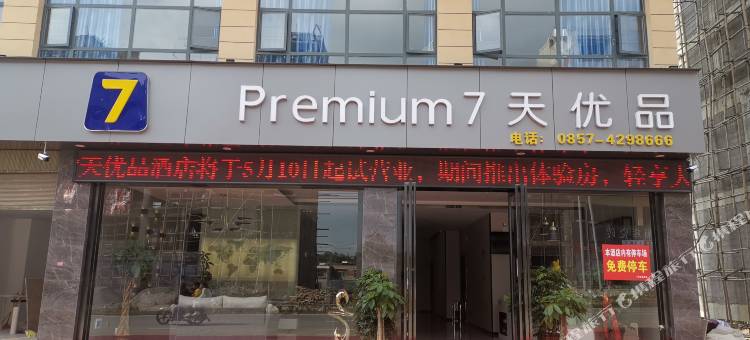 7 Premium 7 天优品
电话：0857-4298666
天优品酒店将于5月10日起试营业，期间推出体验房，轻享人
本酒店内有停车场
免费停车